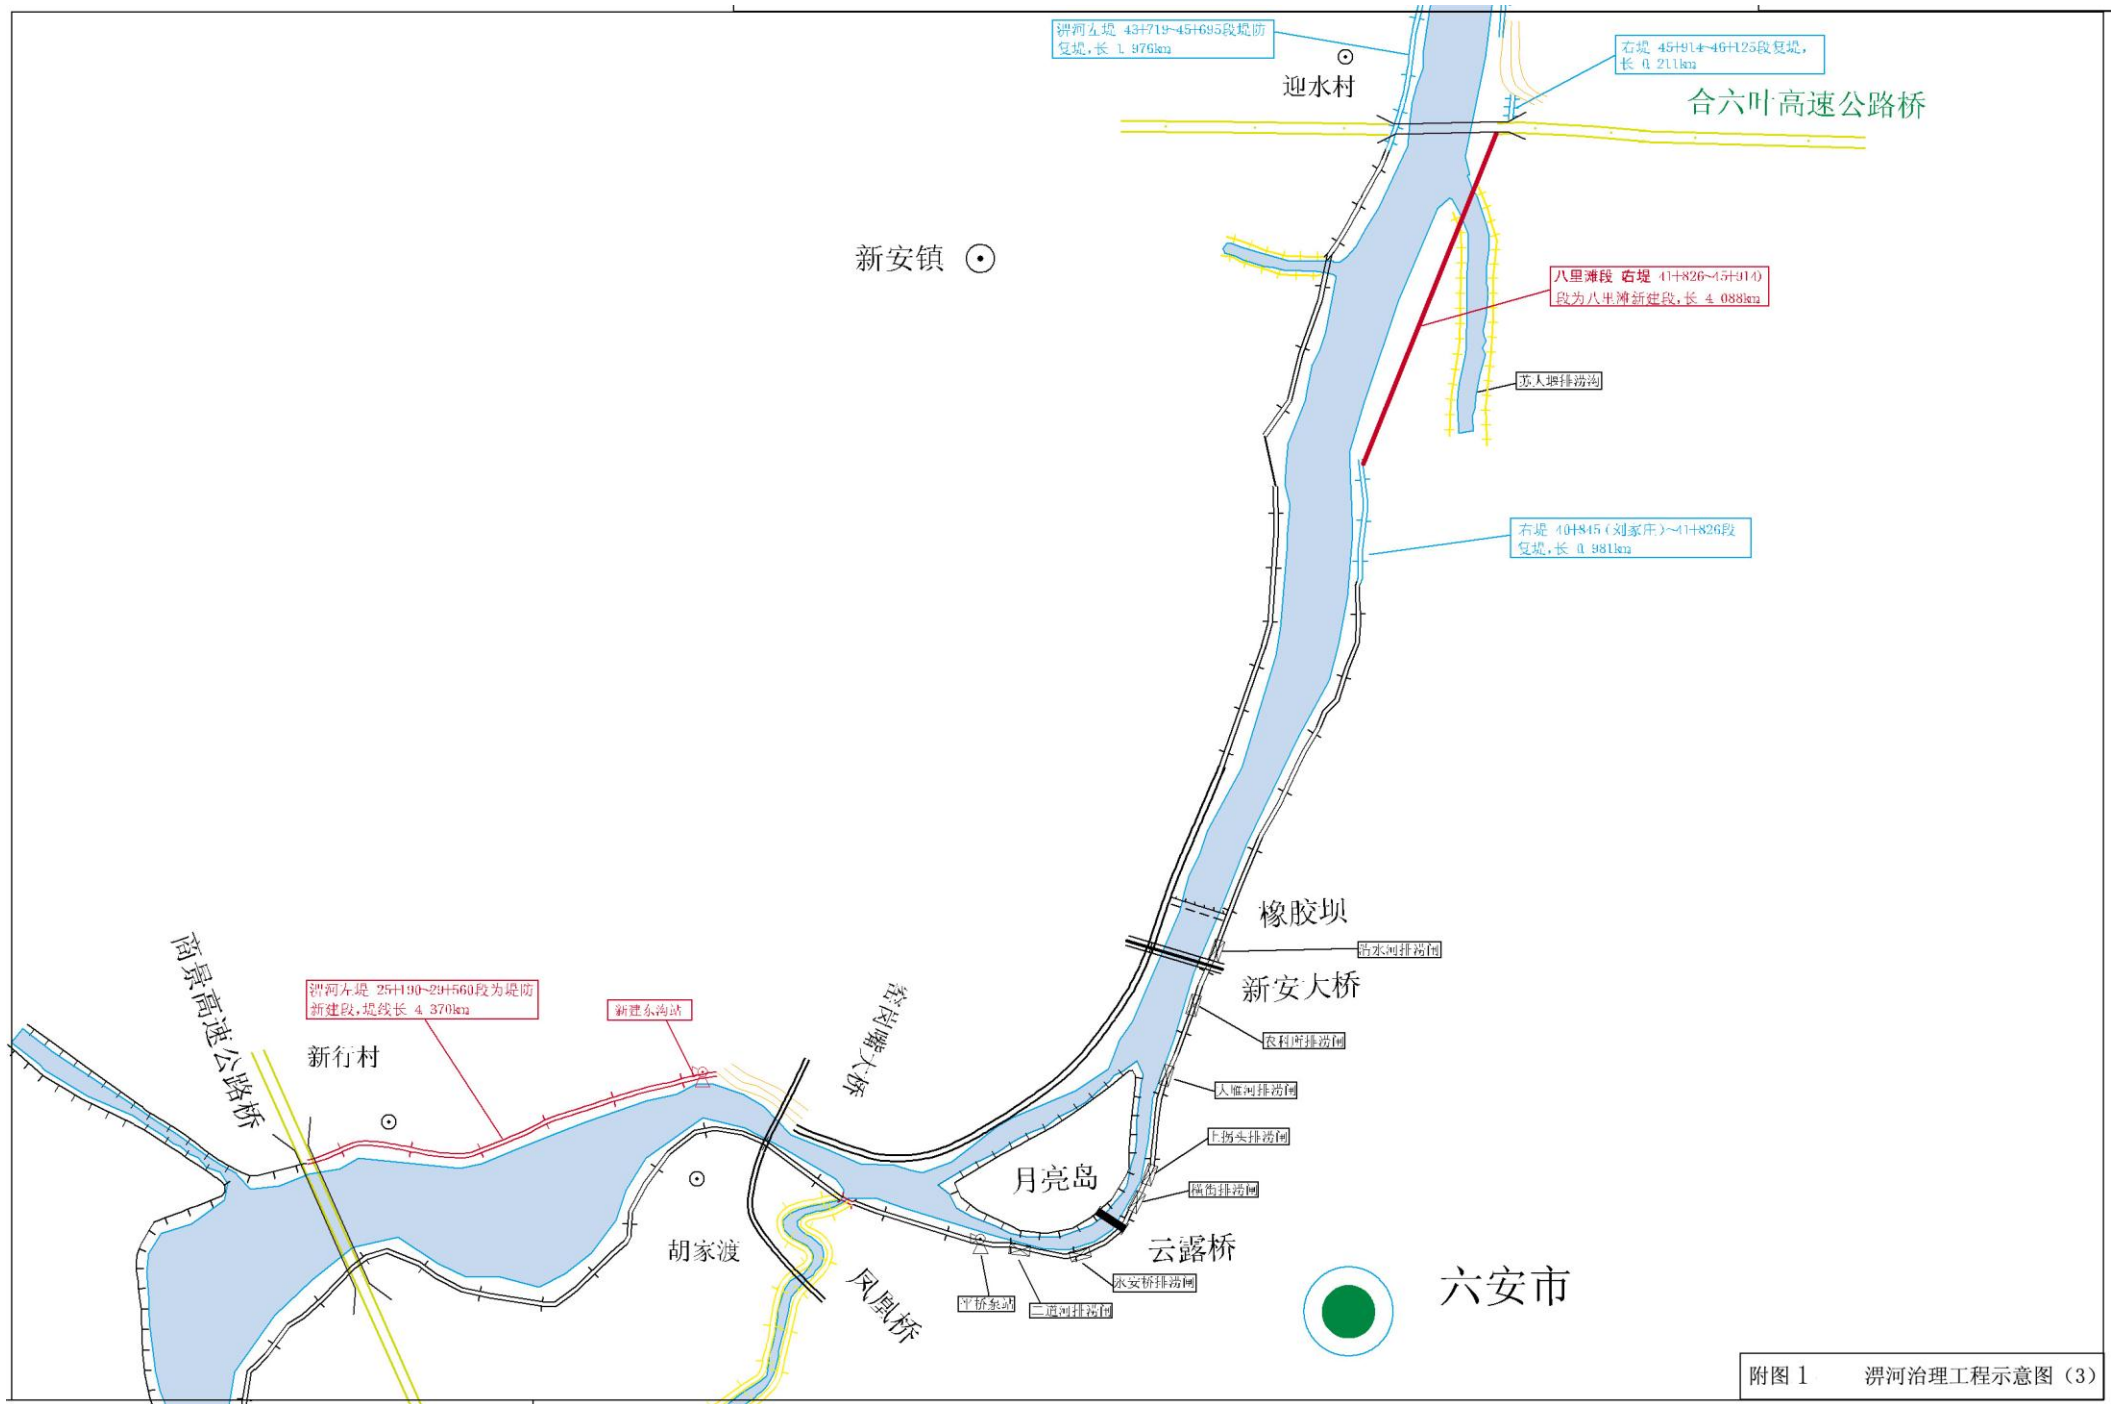 淠河左堤 43+719~45+695段堤防
复堤,长 1.976km
右堤 45+914~46+125段复堤,
长 0.211km
迎水村
合六叶高速公路桥
新安镇
八里滩段 右堤 41+826~45+914
段为八里滩新建段,长 4.088km
苏大堰排涝沟
右堤 40+845(刘家庄)~41+826段
复堤,长 0.981km
橡胶坝
商景高速公路桥
新安大桥
淠河左堤 25+190~29+560段为堤防
新建段,堤线长 4.370km
新建东沟站
农科所排涝闸
新行村
大雁河排涝闸
上拐头排涝闸
月亮岛
横街排涝闸
胡家渡
云露桥
凤凰桥
永安桥排涝闸
平桥泵站
二道河排涝闸
六安市
附图 1 淠河治理工程示意图(3)